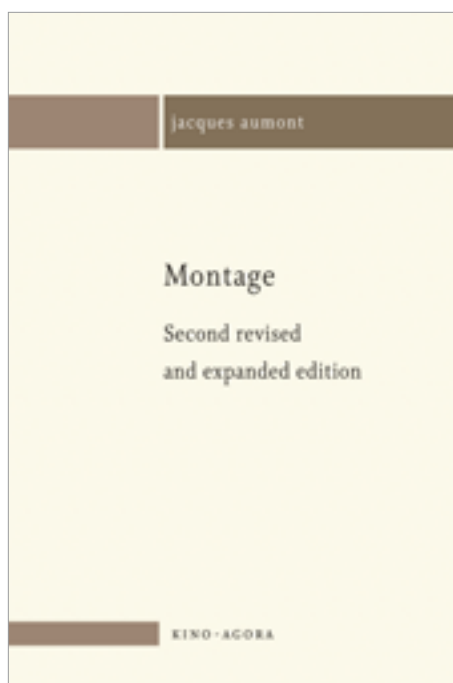 jacques aumont
Montage
Second revised
and expanded edition
KINO-AGORA